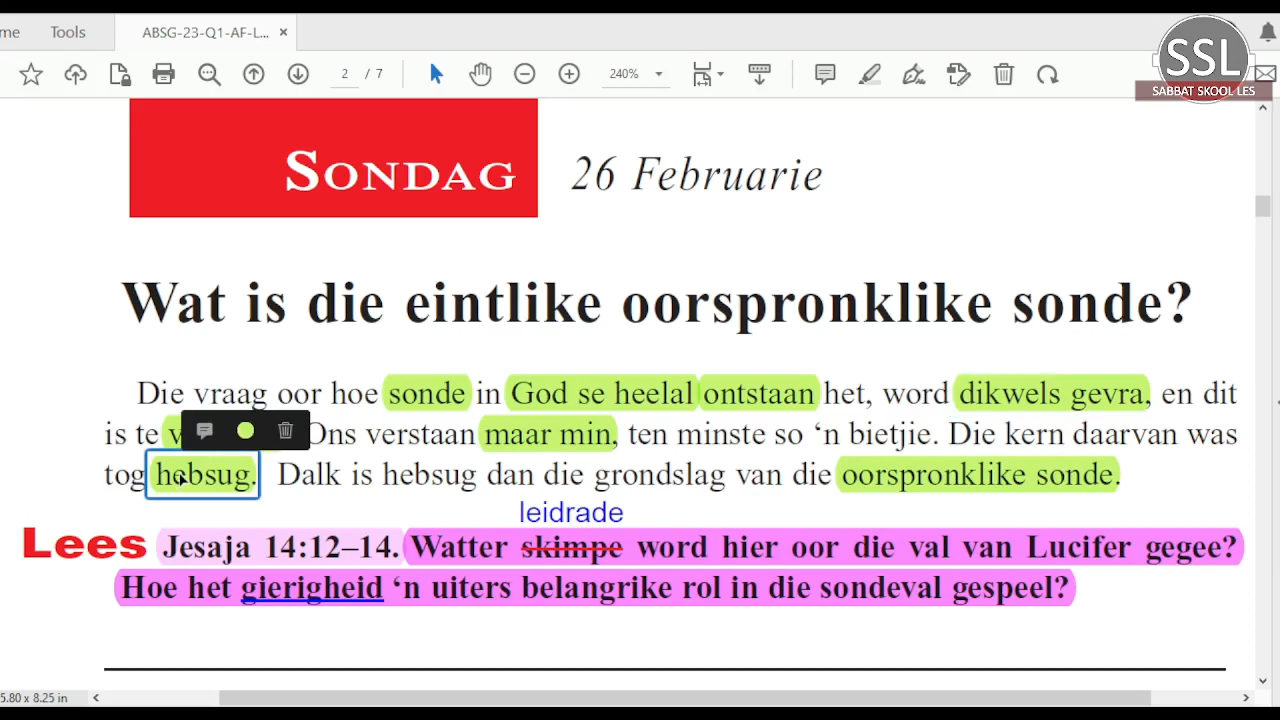 me Tools ABSG-23-Q1-AF-L... ×
SSL
SABBAT SKOOL LES
2 / 7 240%
SONDAG 26 Februarie
Wat is die eintlike oorspronklike sonde?
Die vraag oor hoe sonde in God se heelal ontstaan het, word dikwels gevra, en dit
is te v Ons verstaan maar min, ten minste so ‘n bietjie. Die kern daarvan was
tog hebsug. Dalk is hebsug dan die grondslag van die oorspronklike sonde.
leidrade
Lees Jesaja 14:12–14. Watter skimpe word hier oor die val van Lucifer gegee?
Hoe het gierigheid ‘n uiters belangrike rol in die sondeval gespeel?
5.80 x 8.25 in